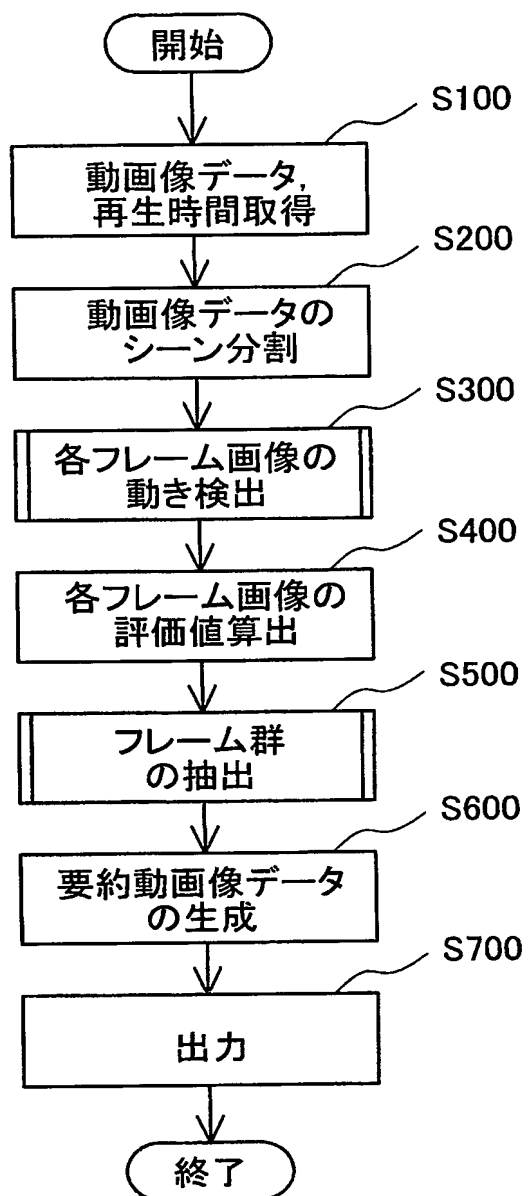 開始
S100
動画像データ,
再生時間取得
S200
動画像データの
シーン分割
S300
各フレーム画像の
動き検出
S400
各フレーム画像の
評価値算出
S500
フレーム群
の抽出
S600
要約動画像データ
の生成
S700
出力
終了